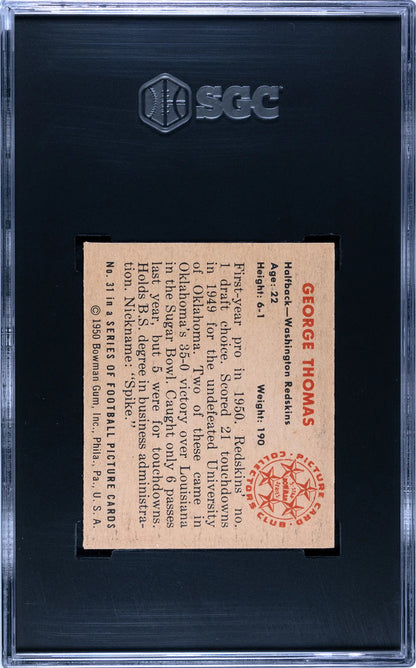 SGC
GEORGE THOMAS
Halfback—Washington Redskins
Age: 22
Height: 6-1 Weight: 190
First-year pro in 1950. Redskins no.
1 draft choice. Scored 21 touchdowns
in 1949 for the undefeated University
of Oklahoma. Two of these came in
Oklahoma's 35-0 victory over Louisiana
in the Sugar Bowl. Caught only 6 passes
last year, but 5 were for touchdowns.
Holds B.S. degree in business administra-
tion. Nickname: "Spike."
No. 31 in a SERIES OF FOOTBALL PICTURE CARDS
© 1950 Bowman Gum, Inc., Phila., Pa., U. S. A.
PICTURE CARD
COLLECTORS CLUB